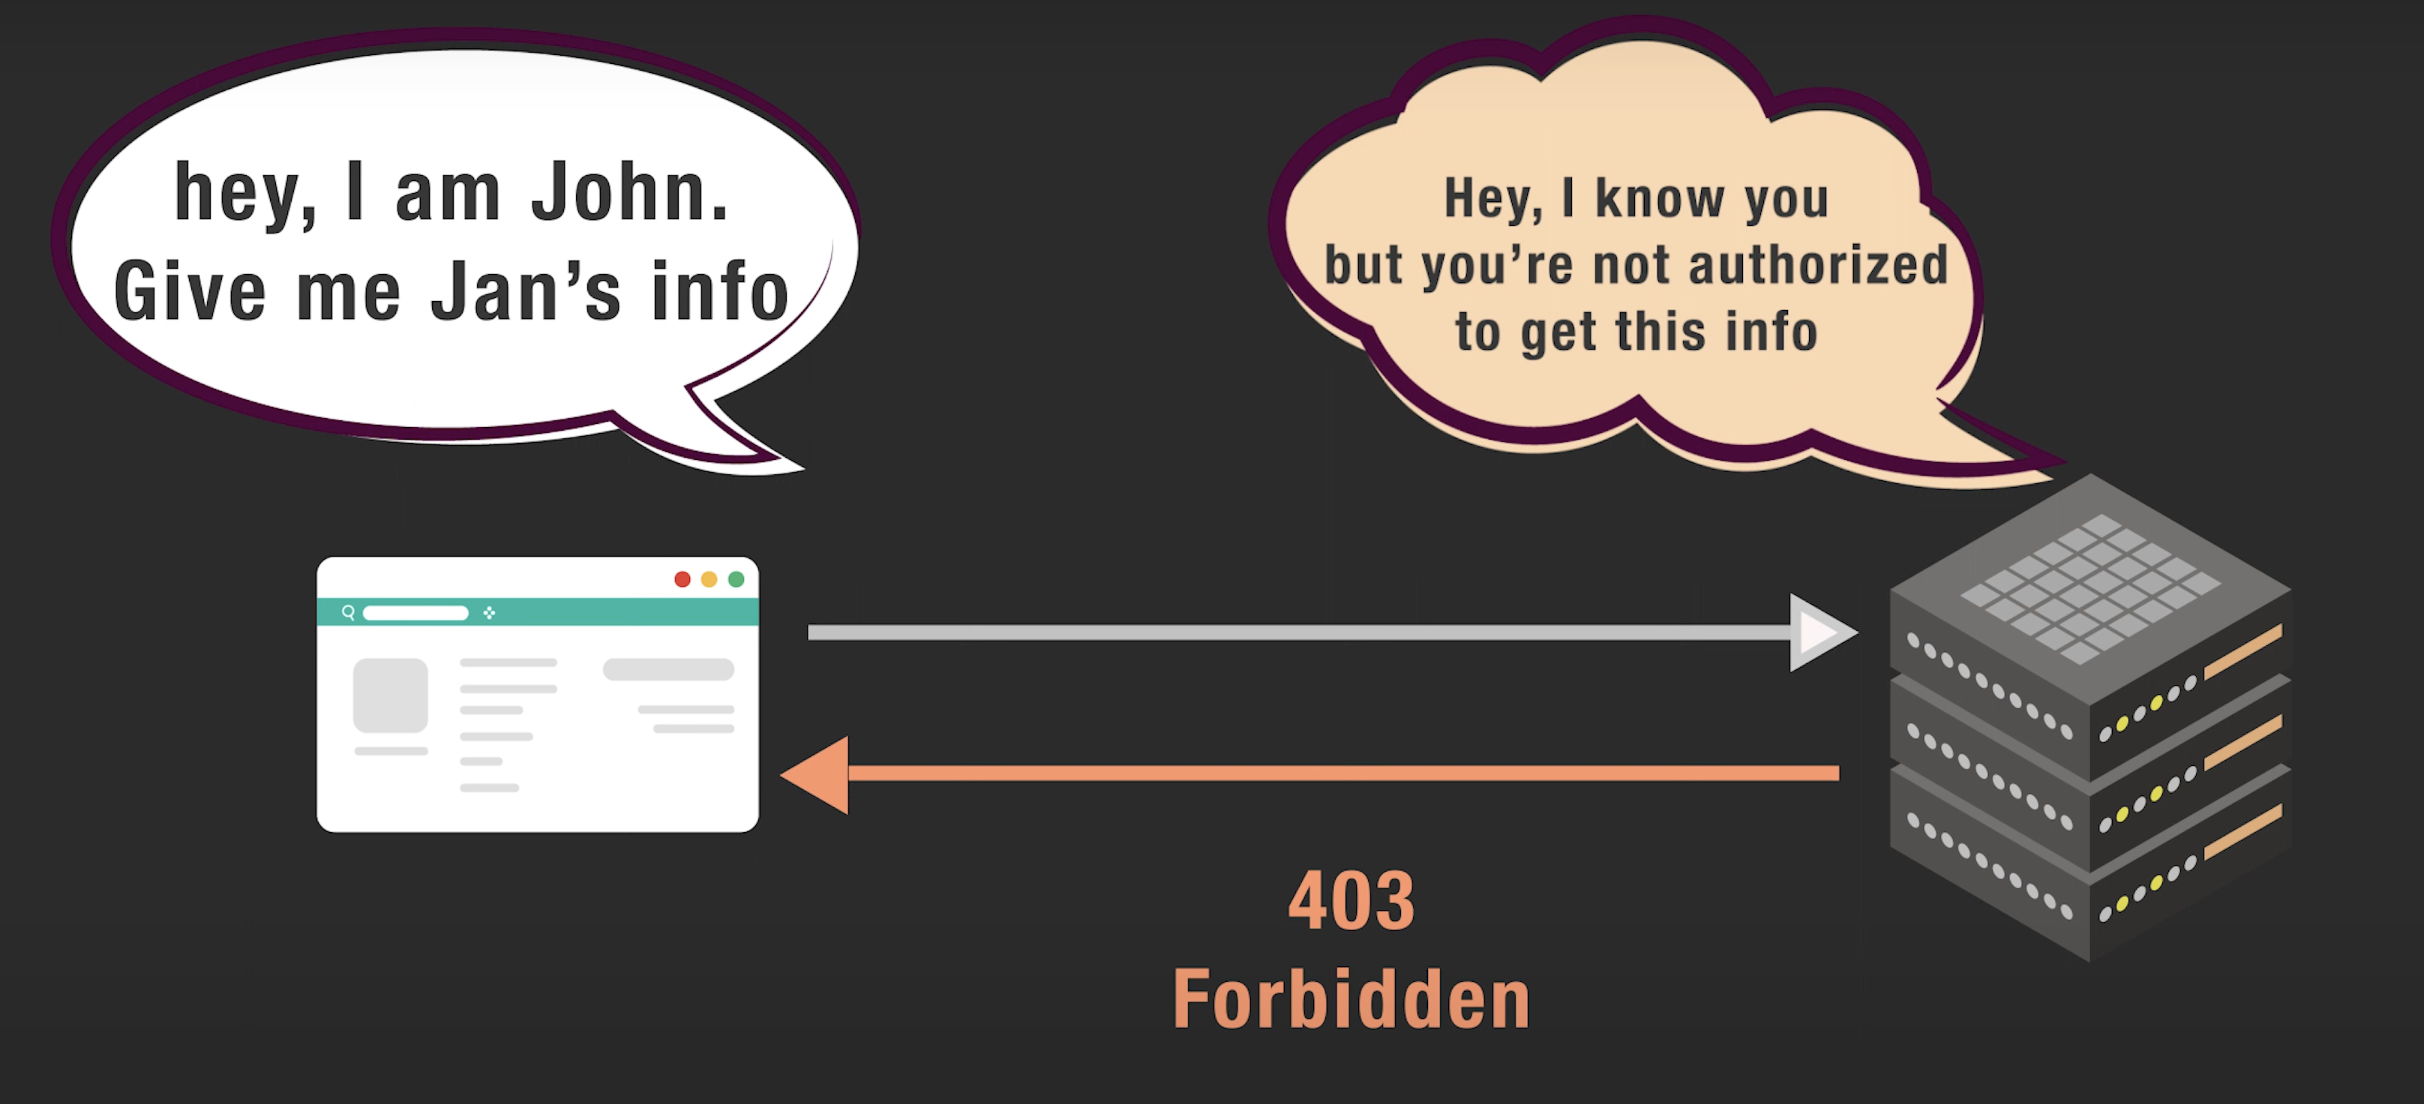 hey, I am John.
Give me Jan’s info
Hey, I know you
but you’re not authorized
to get this info
403
Forbidden